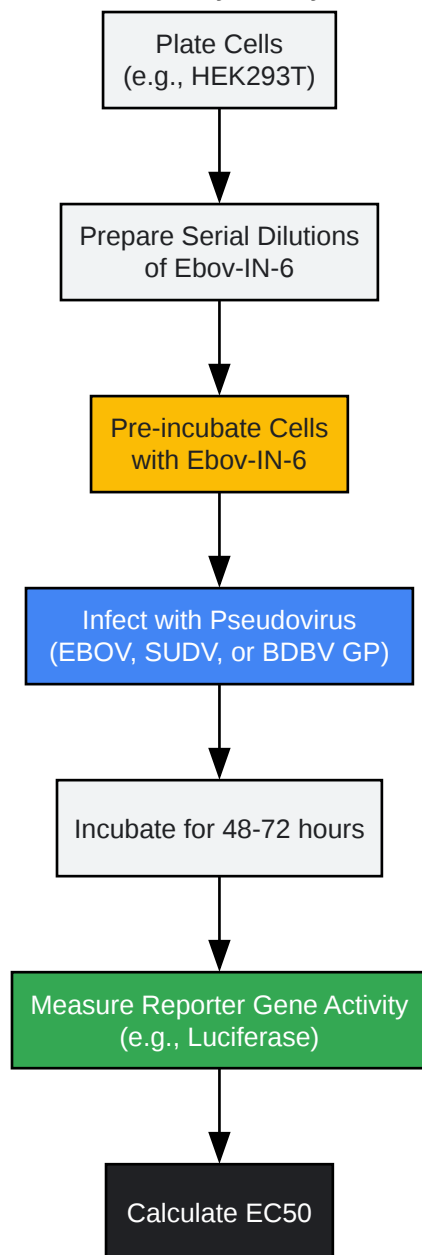 Plate Cells
(e.g., HEK293T)
Prepare Serial Dilutions
of Ebov-IN-6
Pre-incubate Cells
with Ebov-IN-6
Infect with Pseudovirus
(EBOV, SUDV, or BDBV GP)
Incubate for 48-72 hours
Measure Reporter Gene Activity
(e.g., Luciferase)
Calculate EC50